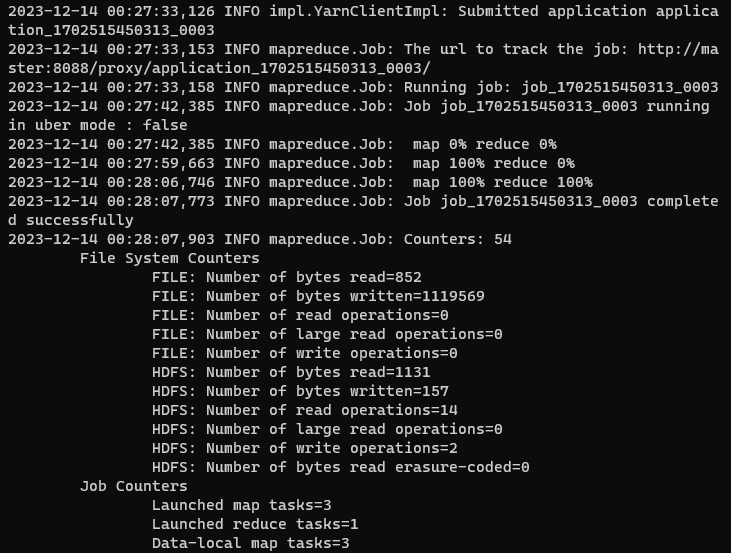 2023-12-14 00:27:33,126 INFO impl.YarnClientImpl: Submitted application applica
tion_1702515450313_0003
2023-12-14 00:27:33,153 INFO mapreduce.Job: The url to track the job: http://ma
ster:8088/proxy/application_1702515450313_0003/
2023-12-14 00:27:33,158 INFO mapreduce.Job: Running job: job_1702515450313_0003
2023-12-14 00:27:42,385 INFO mapreduce.Job: Job job_1702515450313_0003 running
in uber mode : false
2023-12-14 00:27:42,385 INFO mapreduce.Job:  map 0% reduce 0%
2023-12-14 00:27:59,663 INFO mapreduce.Job:  map 100% reduce 0%
2023-12-14 00:28:06,746 INFO mapreduce.Job:  map 100% reduce 100%
2023-12-14 00:28:07,773 INFO mapreduce.Job: Job job_1702515450313_0003 complete
d successfully
2023-12-14 00:28:07,903 INFO mapreduce.Job: Counters: 54
        File System Counters
                FILE: Number of bytes read=852
                FILE: Number of bytes written=1119569
                FILE: Number of read operations=0
                FILE: Number of large read operations=0
                FILE: Number of write operations=0
                HDFS: Number of bytes read=1131
                HDFS: Number of bytes written=157
                HDFS: Number of read operations=14
                HDFS: Number of large read operations=0
                HDFS: Number of write operations=2
                HDFS: Number of bytes read erasure-coded=0
        Job Counters
                Launched map tasks=3
                Launched reduce tasks=1
                Data-local map tasks=3